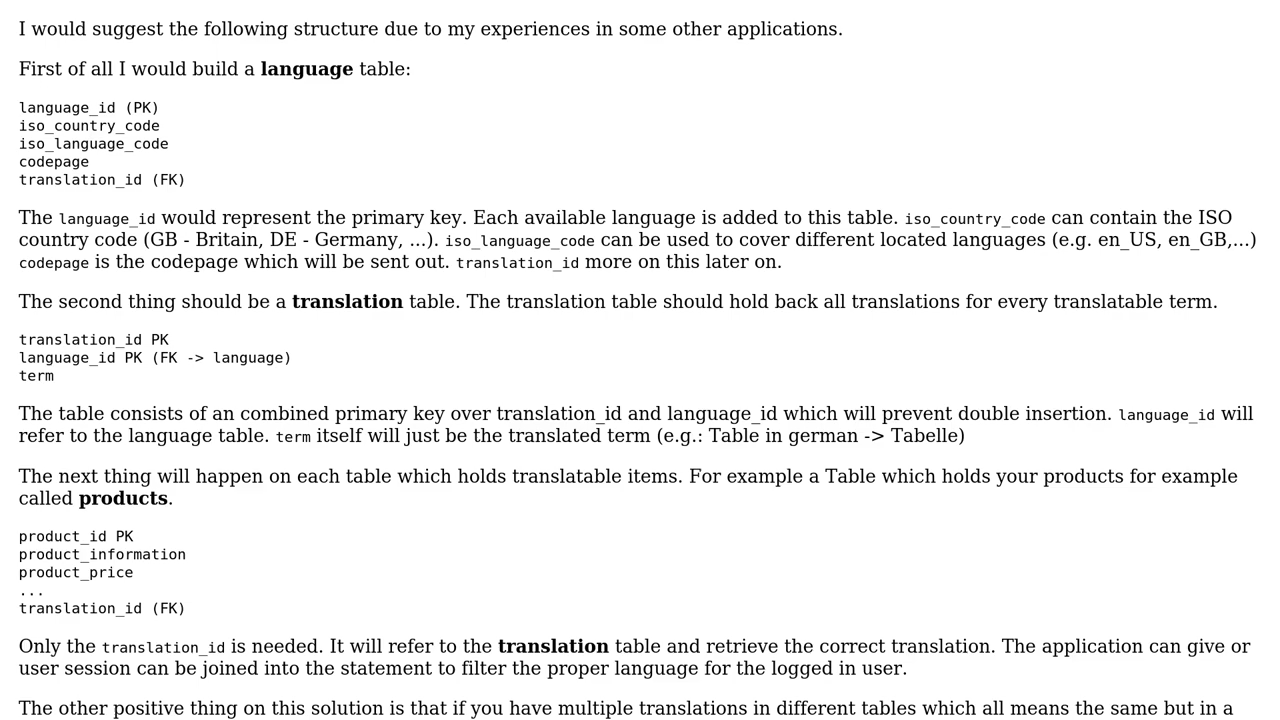 I would suggest the following structure due to my experiences in some other applications.
First of all I would build a language table:
language_id (PK)
iso_country_code
iso_language_code
codepage
translation_id (FK)
The language_id would represent the primary key. Each available language is added to this table. iso_country_code can contain the ISO
country code (GB - Britain, DE - Germany, ...). iso_language_code can be used to cover different located languages (e.g. en_US, en_GB,...)
codepage is the codepage which will be sent out. translation_id more on this later on.
The second thing should be a translation table. The translation table should hold back all translations for every translatable term.
translation_id PK
language_id PK (FK -> language)
term
The table consists of an combined primary key over translation_id and language_id which will prevent double insertion. language_id will
refer to the language table. term itself will just be the translated term (e.g.: Table in german -> Tabelle)
The next thing will happen on each table which holds translatable items. For example a Table which holds your products for example
called products.
product_id PK
product_information
product_price
...
translation_id (FK)
Only the translation_id is needed. It will refer to the translation table and retrieve the correct translation. The application can give or
user session can be joined into the statement to filter the proper language for the logged in user.
The other positive thing on this solution is that if you have multiple translations in different tables which all means the same but in a